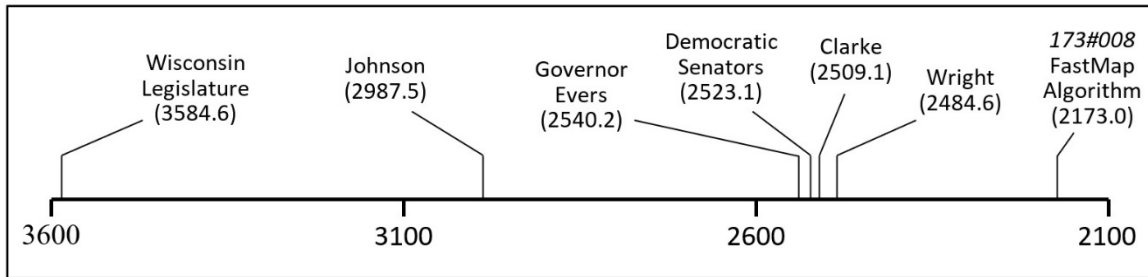 Wisconsin
Legislature
(3584.6)
Johnson
(2987.5)
Governor
Evers
(2540.2)
Democratic
Senators
(2523.1)
Clarke
(2509.1)
Wright
(2484.6)
173#008
FastMap
Algorithm
(2173.0)
3600
3100
2600
2100